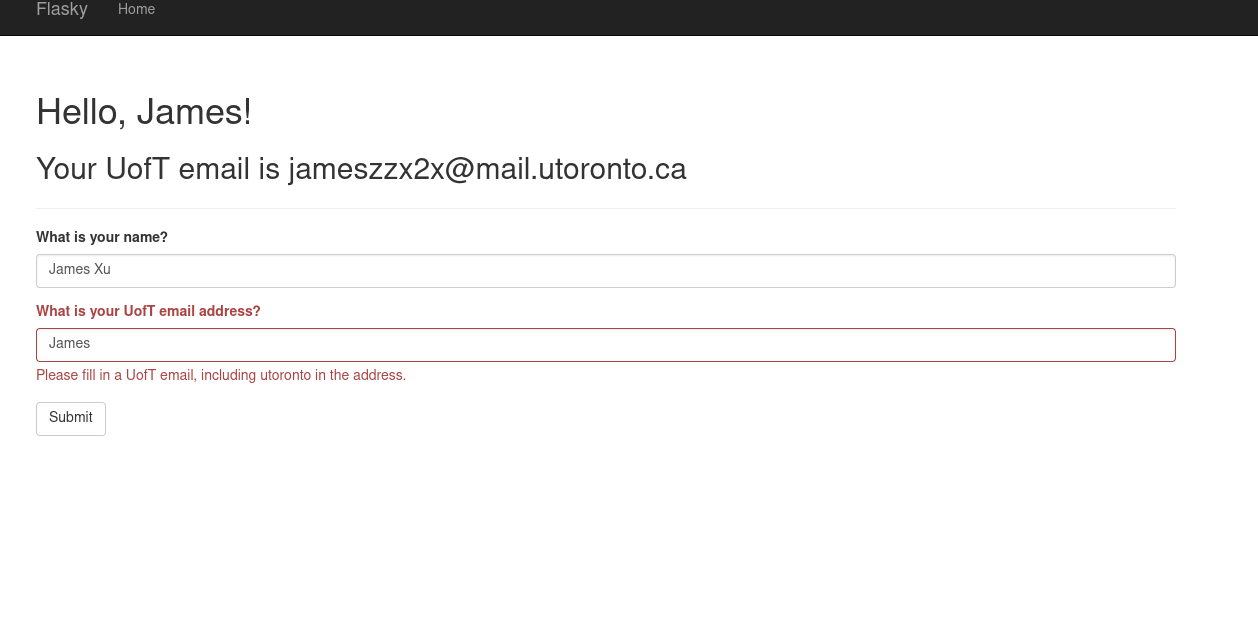 Flasky Home
Hello, James!
Your UofT email is jameszzx2x@mail.utoronto.ca
What is your name?
James Xu
What is your UofT email address?
James
Please fill in a UofT email, including utoronto in the address.
Submit